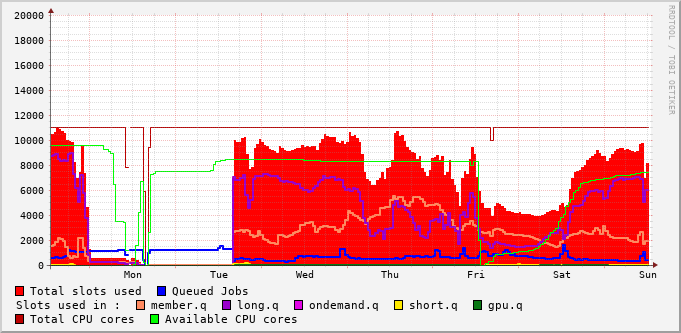 20000
18000
16000
14000
12000
10000
8000
6000
4000
2000
0
Mon Tue Wed Thu Fri Sat Sun
RRDTOOL / TOBI OETIKER
Total slots used Queued Jobs
Slots used in : member.q long.q ondemand.q short.q gpu.q
Total CPU cores Available CPU cores